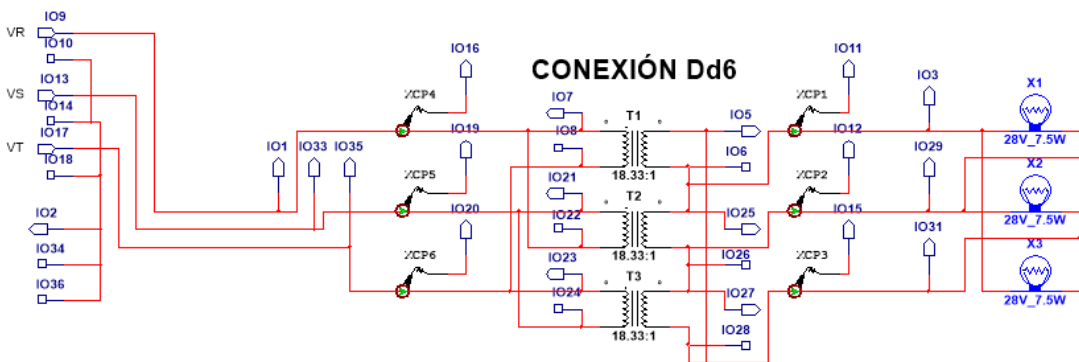 CONEXIÓN Dd6
VR
IO9
IO10
VS
IO13
IO14
VT
IO17
IO18
IO2
IO34
IO36
IO1
IO33
IO35
XCP4
IO16
XCP5
IO19
XCP6
IO20
IO7
IO8
T1
18.33:1
IO5
IO6
IO21
IO22
T2
18.33:1
IO25
IO26
IO23
IO24
T3
18.33:1
IO27
IO28
XCP1
IO11
XCP2
IO12
XCP3
IO15
IO3
IO29
IO31
X1
28V_7.5W
X2
28V_7.5W
X3
28V_7.5W